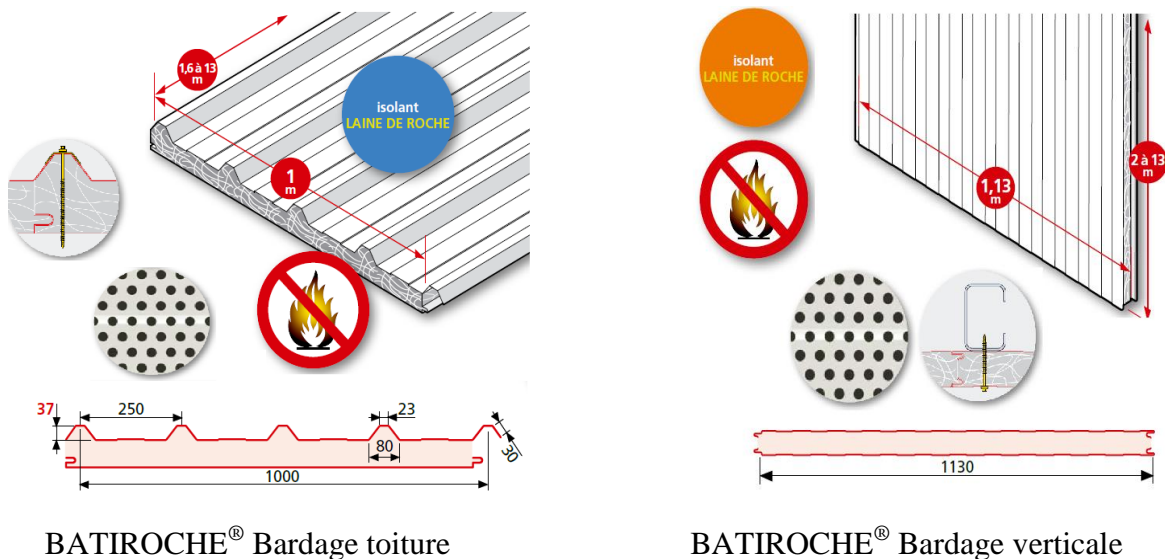 1,6 à 13
m
isolant
LAINE DE ROCHE
1
m
37
250
23
80
30
1000
BATIROCHE® Bardage toiture
isolant
LAINE DE ROCHE
1,13
m
2 à 13
m
1130
BATIROCHE® Bardage verticale